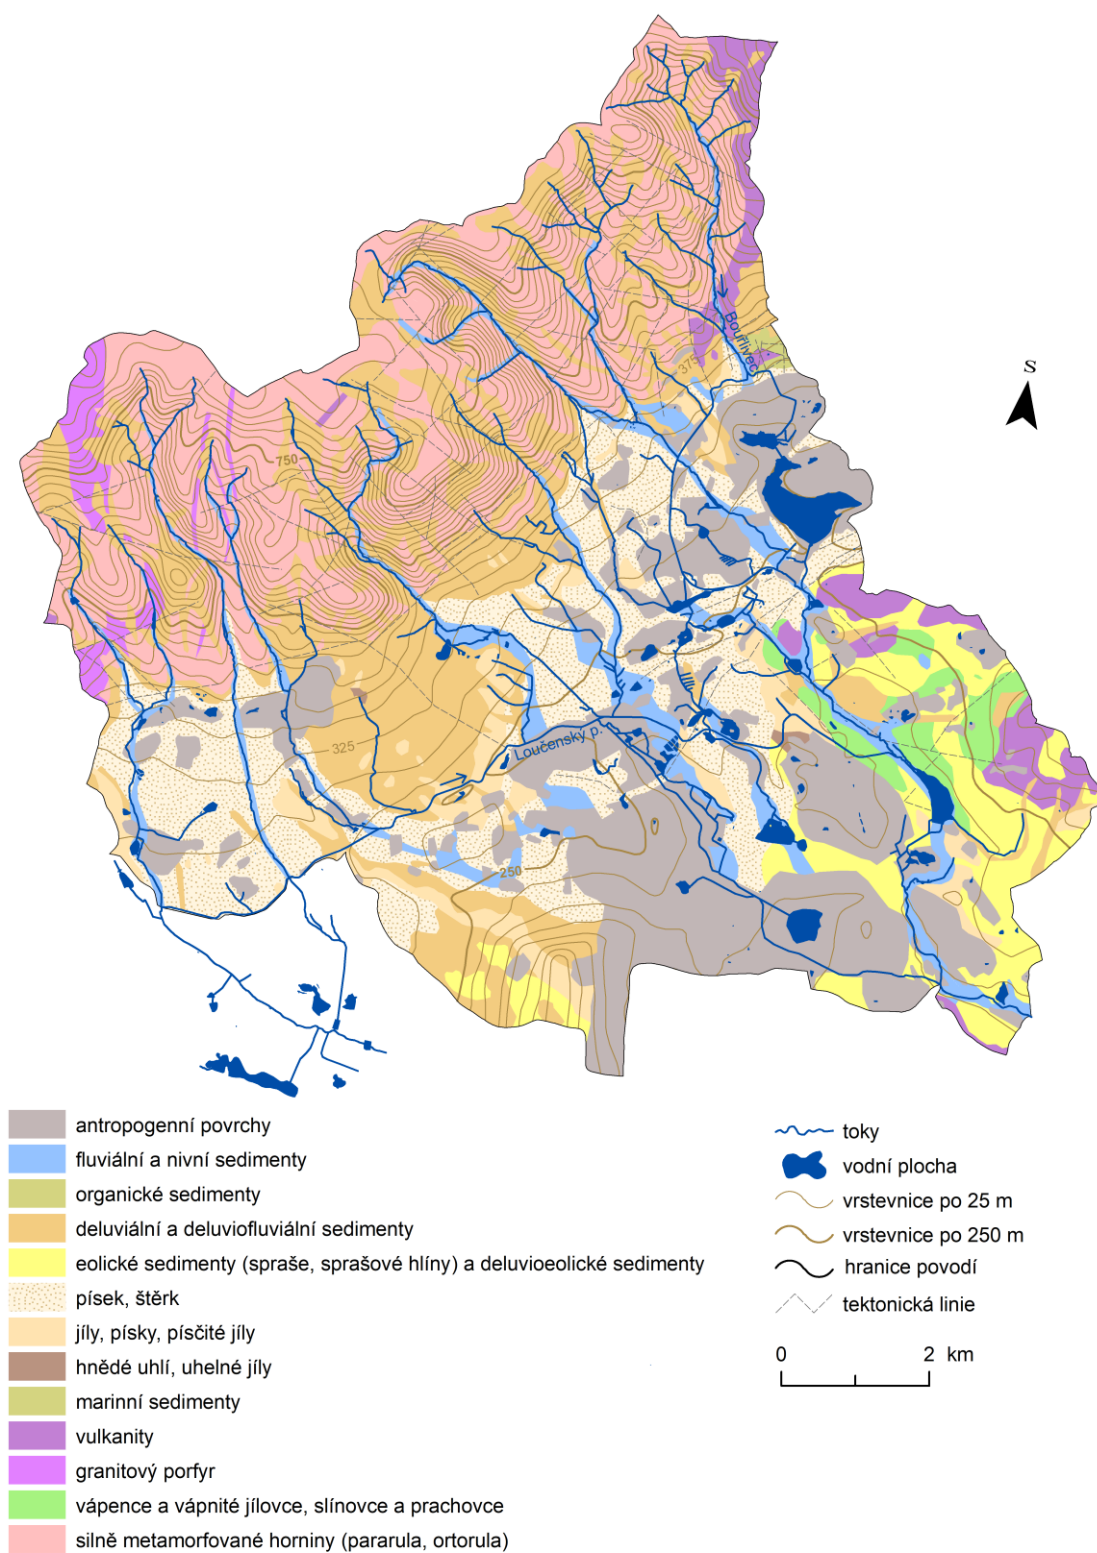 S
Bouřlivec
375
750
325
Loučenský p.
250
antropogenní povrchy
fluviální a nivní sedimenty
organické sedimenty
deluviální a deluviofluviální sedimenty
eolické sedimenty (spraše, sprašové hlíny) a deluvioeolické sedimenty
písek, štěrk
jíly, písky, písčité jíly
hnědé uhlí, uhelné jíly
marinní sedimenty
vulkanity
granitový porfyr
vápence a vápnité jílovce, slínovce a prachovce
silně metamorfované horniny (pararula, ortorula)
toky
vodní plocha
vrstevnice po 25 m
vrstevnice po 250 m
hranice povodí
tektonická linie
0 2 km